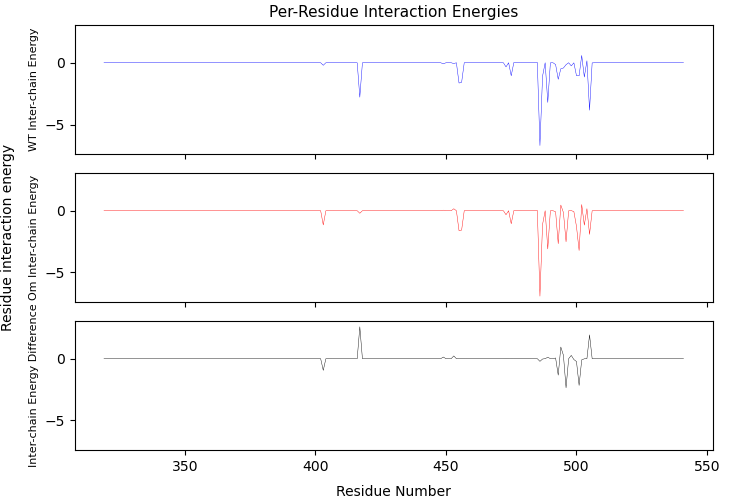 Per-Residue Interaction Energies
Residue interaction energy
WT Inter-chain Energy
0
−5
Om Inter-chain Energy
0
−5
Inter-chain Energy Difference
0
−5
350
400
450
500
550
Residue Number